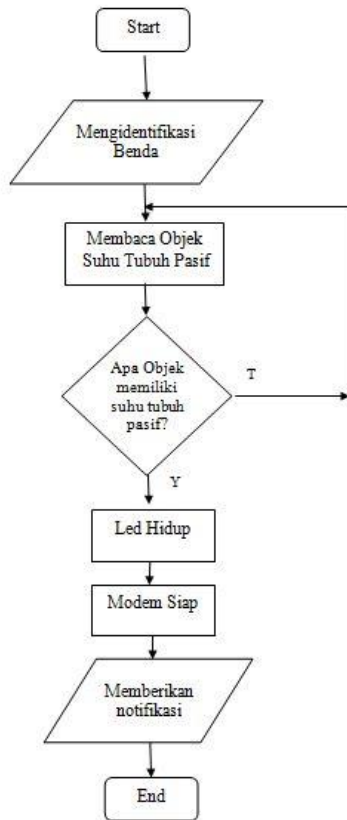 Start
Mengidentifikasi
Benda
Membaca Objek
Suhu Tubuh Pasif
Apa Objek
memiliki
suhu tubuh
pasif?
T
Y
Led Hidup
Modem Siap
Memberikan
notifikasi
End